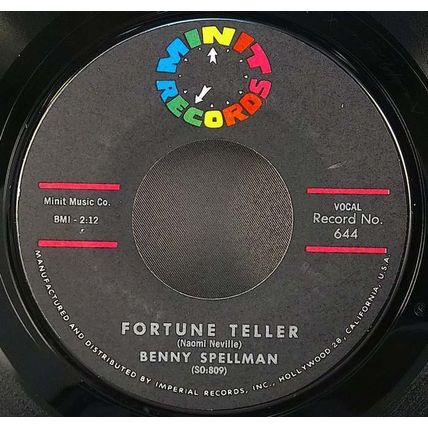 MINIT RECORDS
Minit Music Co.
BMI - 2:12
VOCAL
Record No.
644
FORTUNE TELLER
(Naomi Neville)
BENNY SPELLMAN
(SO:809)
MANUFACTURED AND DISTRIBUTED BY IMPERIAL RECORDS, INC., HOLLYWOOD 28, CALIFORNIA, U.S.A.